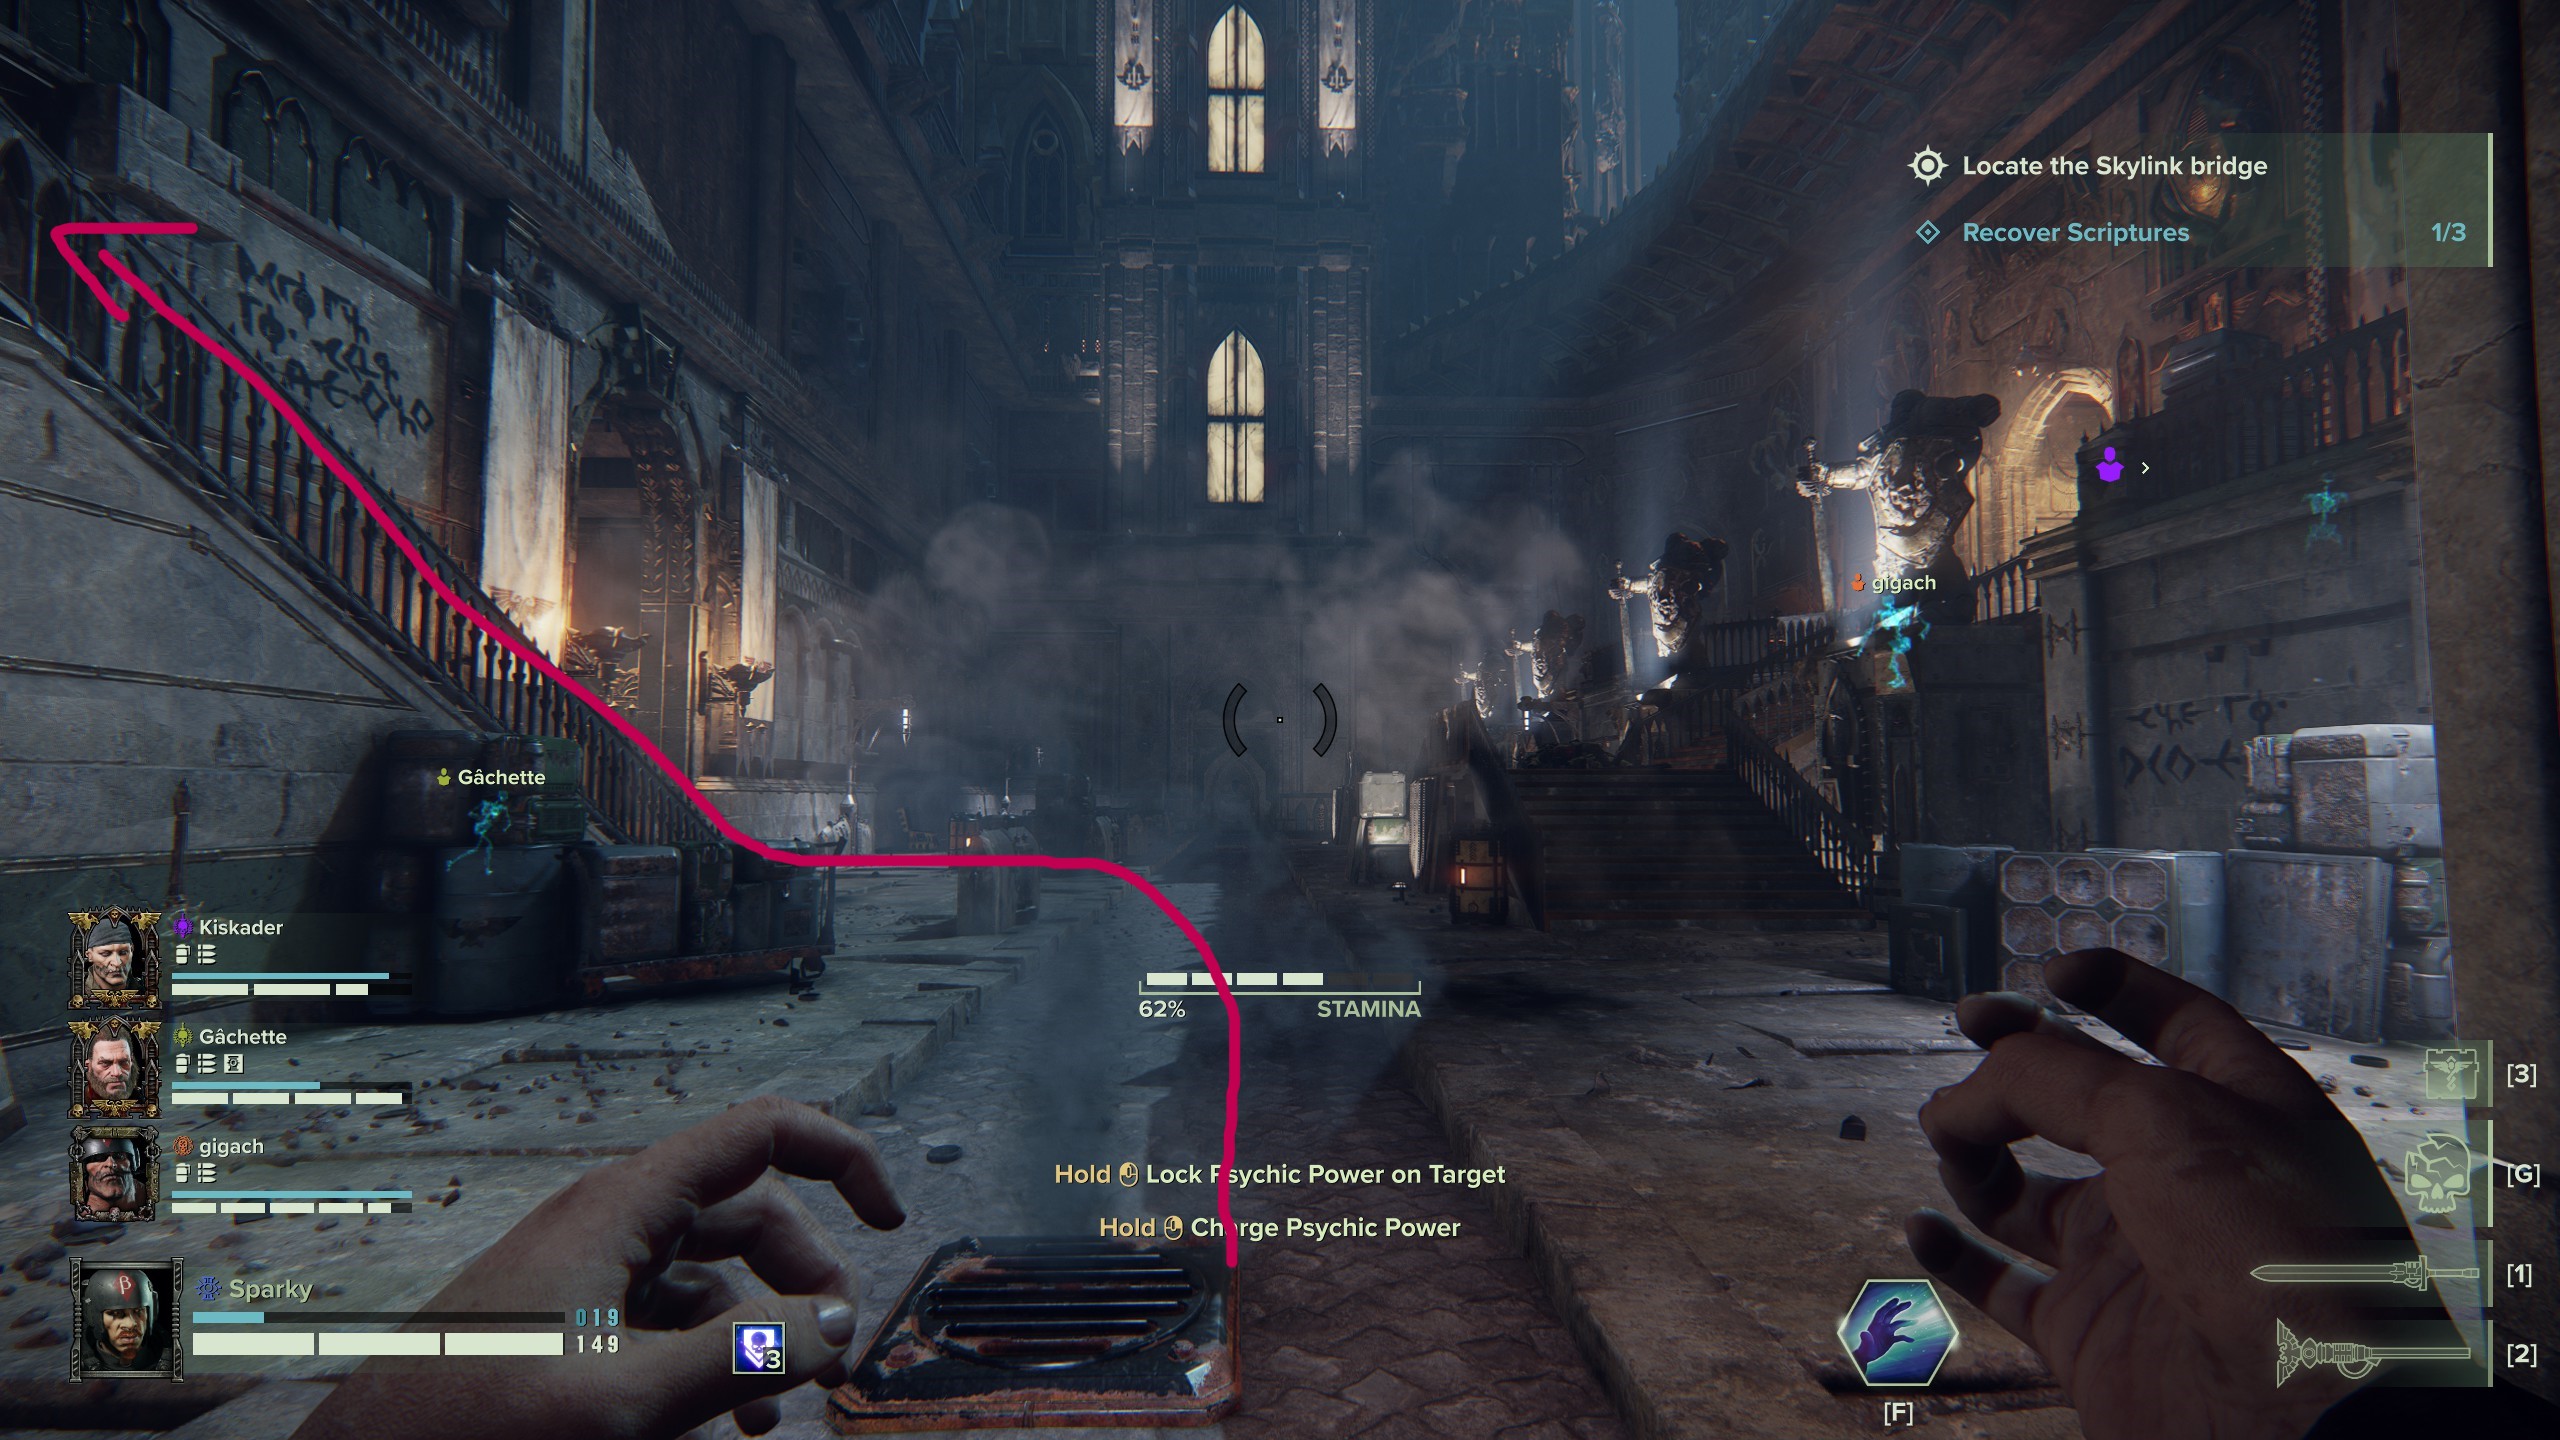 Locate the Skylink bridge
Recover Scriptures 1/3
gigach
Gâchette
Kiskader
62% STAMINA
Gâchette
gigach
Hold Lock Psychic Power on Target
Hold Charge Psychic Power
Sparky
019
149
3
β
[3]
[G]
[1]
[2]
[F]